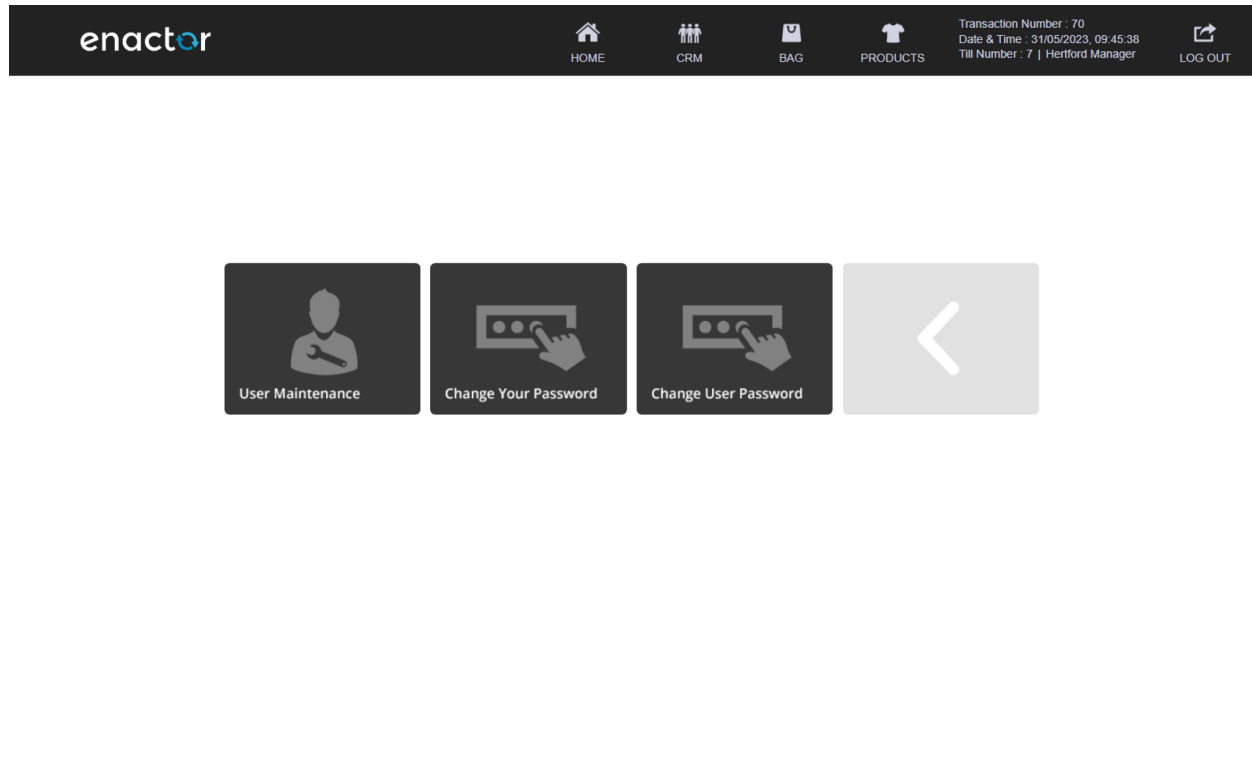 enactor
HOME
CRM
BAG
PRODUCTS
Transaction Number : 70
Date & Time : 31/05/2023, 09:45:38
Till Number : 7 | Hertford Manager
LOG OUT
User Maintenance
Change Your Password
Change User Password